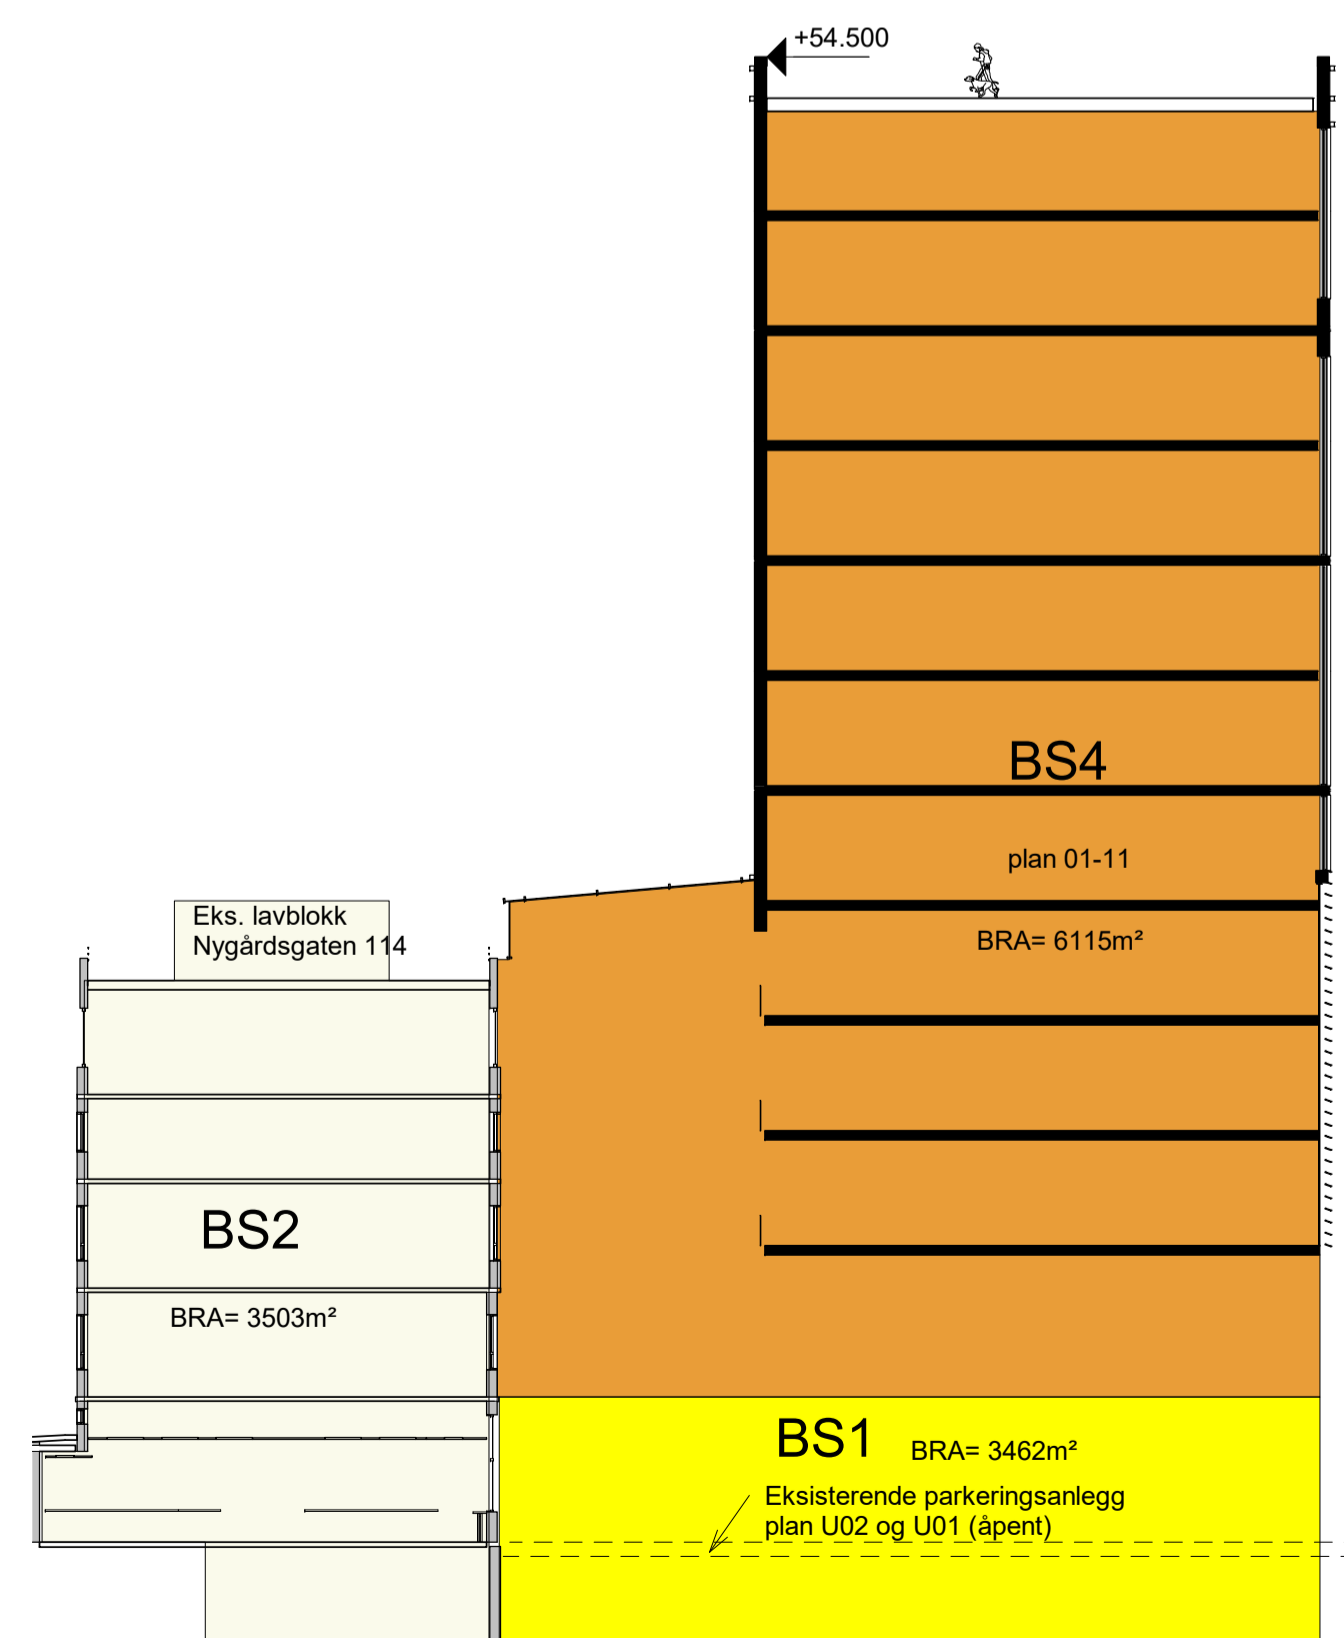 +54.500
BS4
plan 01-11
BRA= 6115m²
Eks. lavblokk
Nygårdsgaten 114
BS2
BRA= 3503m²
BS1 BRA= 3462m²
Eksisterende parkeringsanlegg
plan U02 og U01 (åpent)